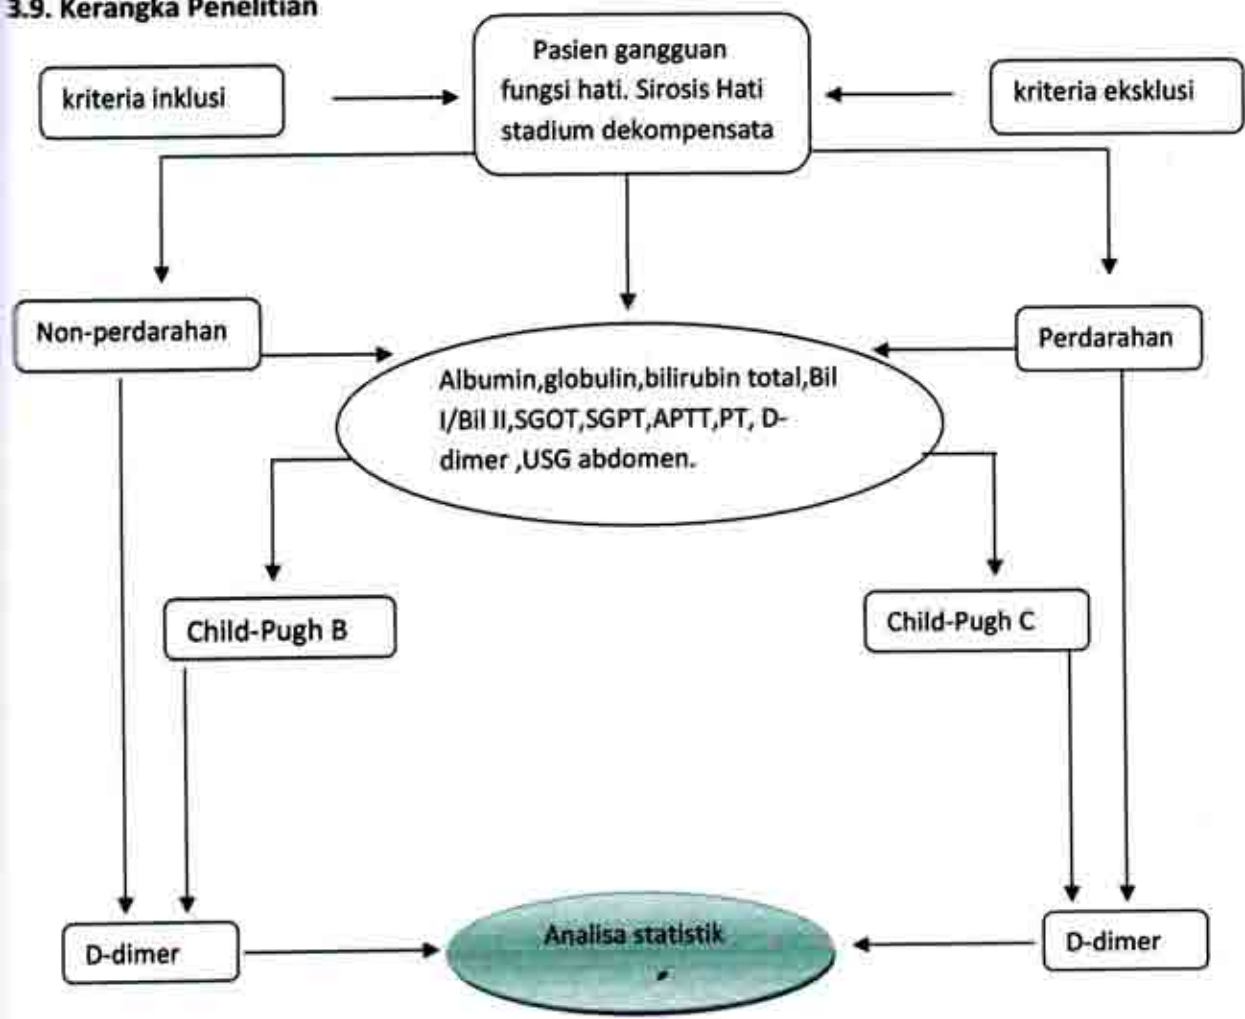 3.9. Kerangka Penelitian
Pasien gangguan
fungsi hati. Sirosis Hati
stadium dekompensata
kriteria inklusi
kriteria eksklusi
Non-perdarahan
Perdarahan
Albumin,globulin,bilirubin total,Bil
I/Bil II,SGOT,SGPT,APTT,PT, D-
dimer ,USG abdomen.
Child-Pugh B
Child-Pugh C
D-dimer
Analisa statistik
D-dimer